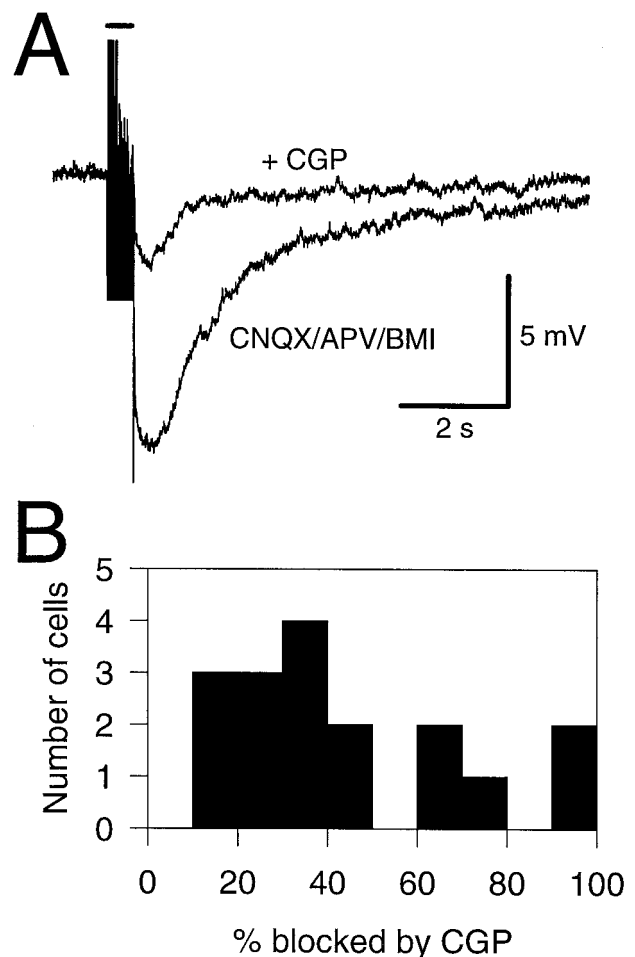 A
+ CGP
CNQX/APV/BMI
5 mV
2 s
B
Number of cells
5
4
3
2
1
0
0 20 40 60 80 100
% blocked by CGP